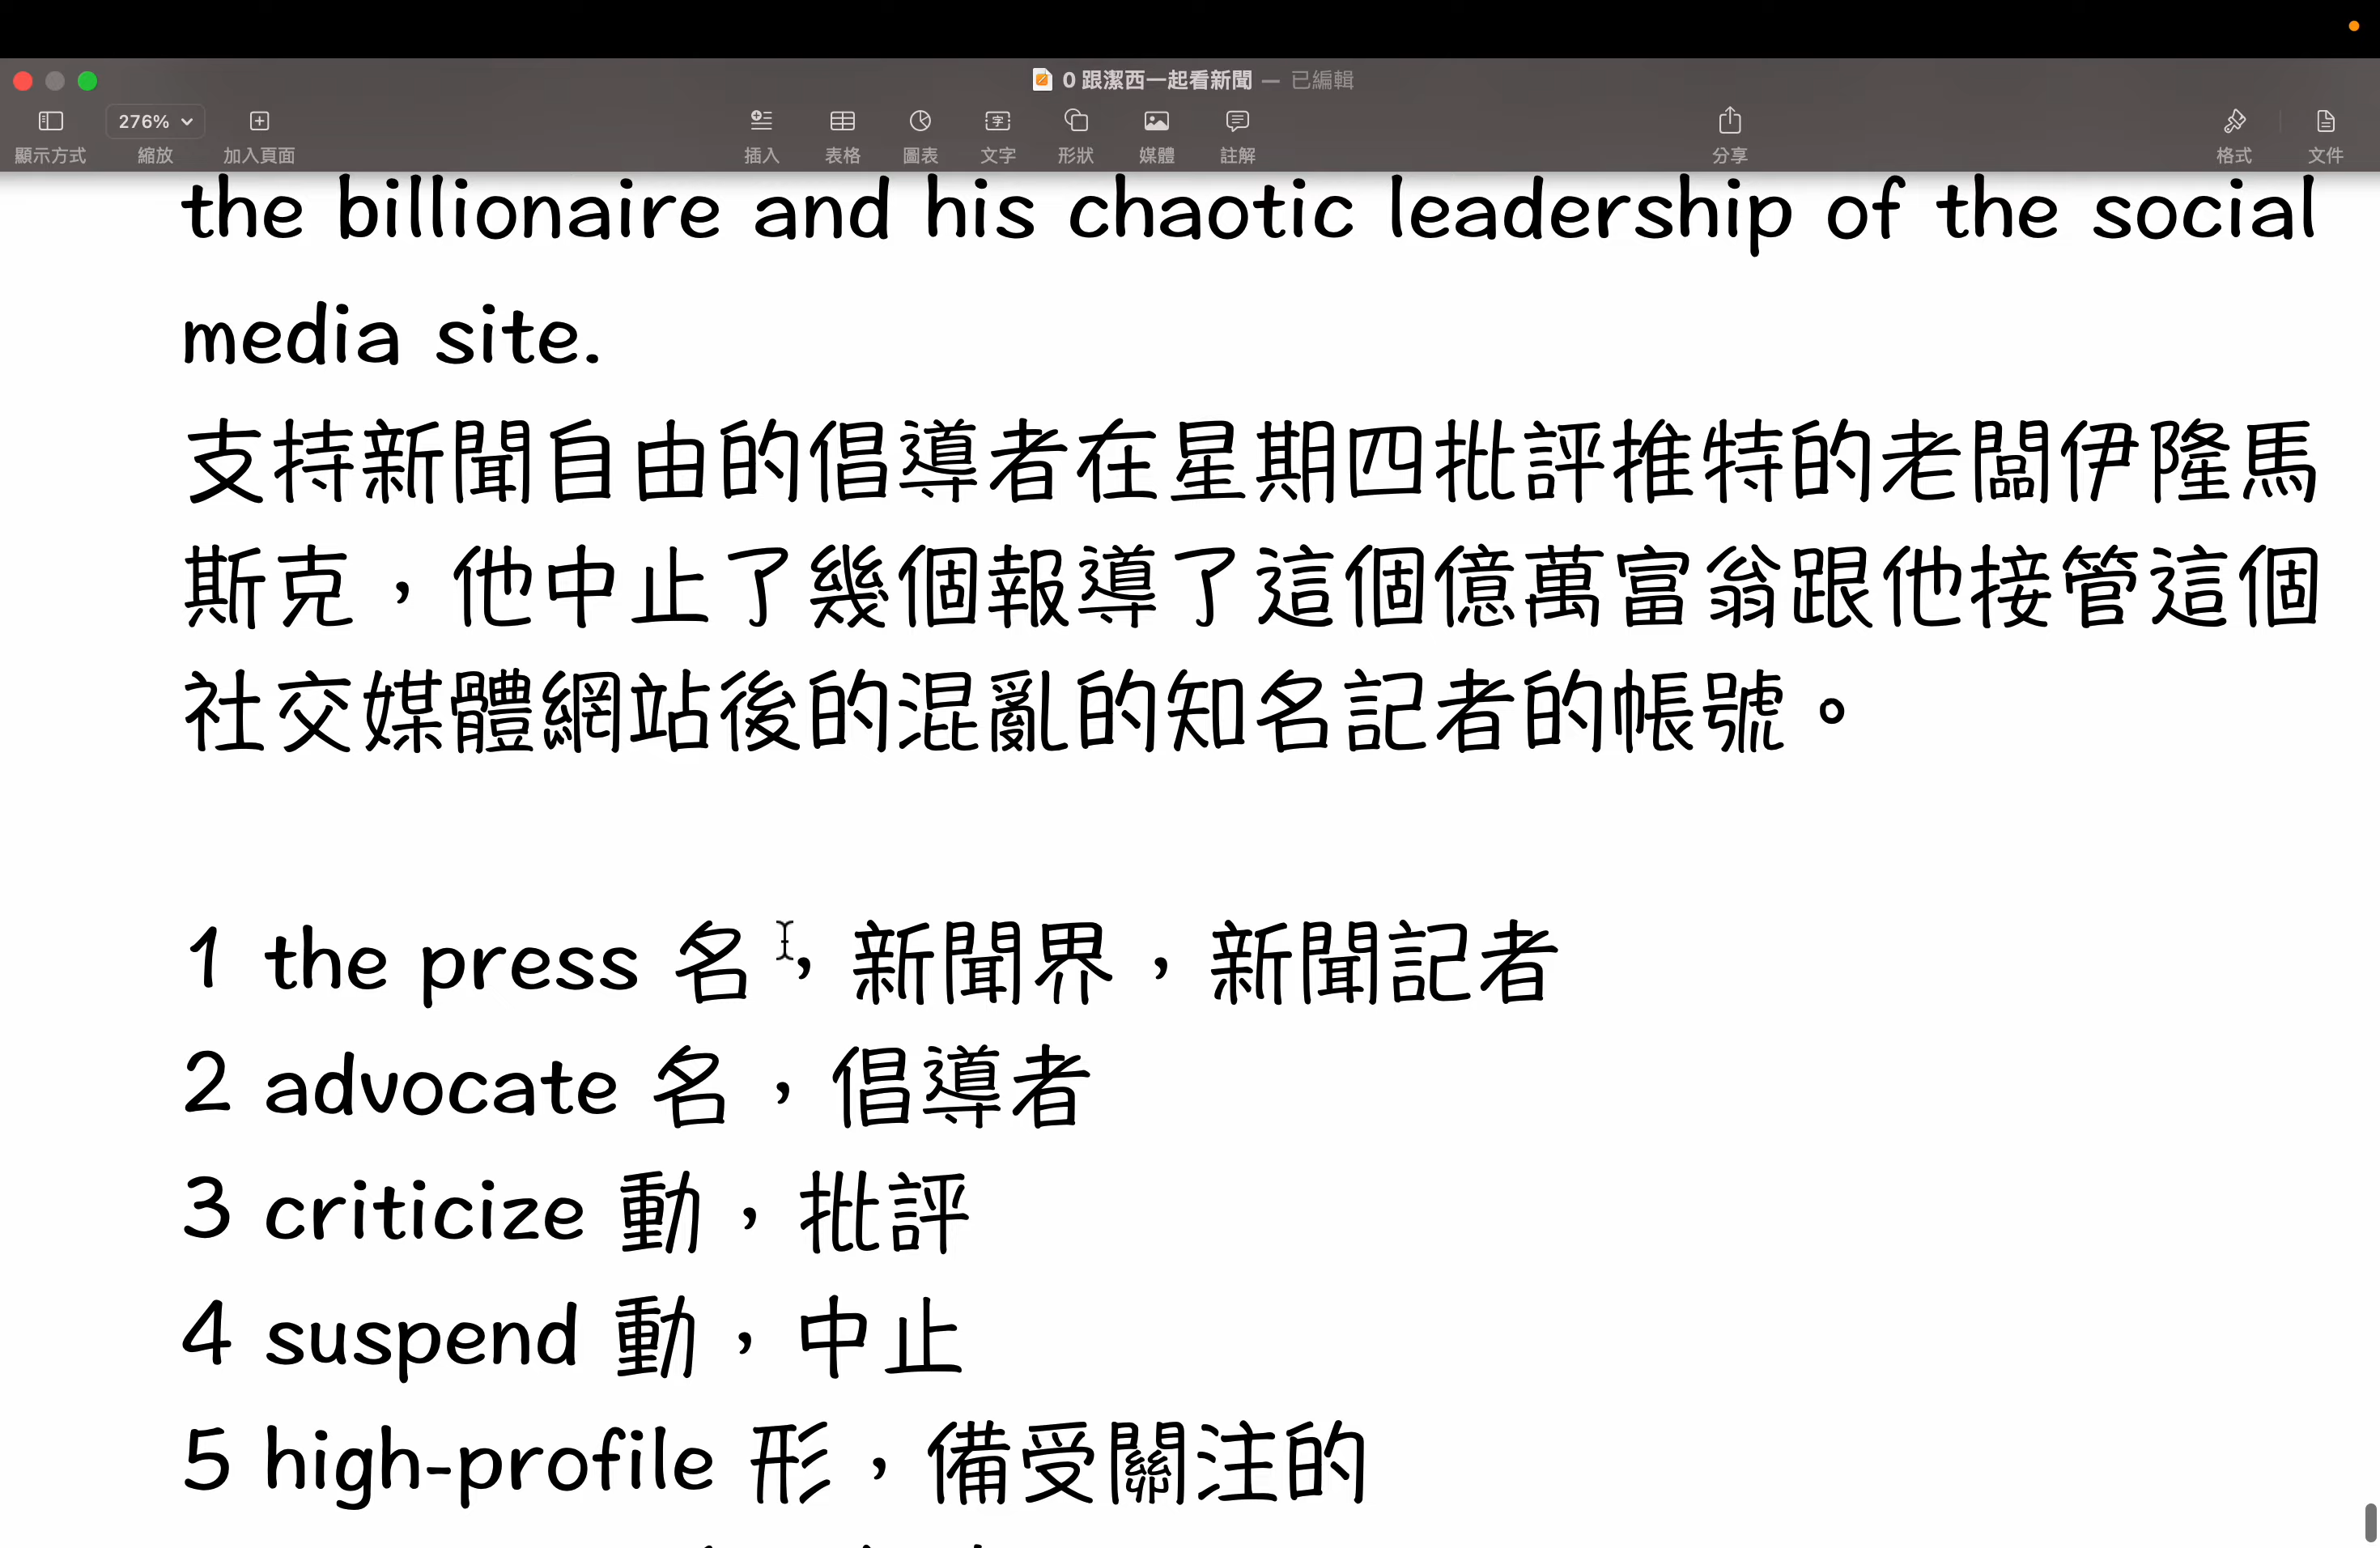 0 跟潔西一起看新聞 — 已編輯
276%
顯示方式 縮放 加入頁面 插入 表格 圖表 文字 形狀 媒體 註解 分享 格式 文件
the billionaire and his chaotic leadership of the social
media site.
支持新聞自由的倡導者在星期四批評推特的老闆伊隆馬
斯克，他中止了幾個報導了這個億萬富翁跟他接管這個
社交媒體網站後的混亂的知名記者的帳號。
1 the press 名，新聞界，新聞記者
2 advocate 名，倡導者
3 criticize 動，批評
4 suspend 動，中止
5 high-profile 形，備受關注的